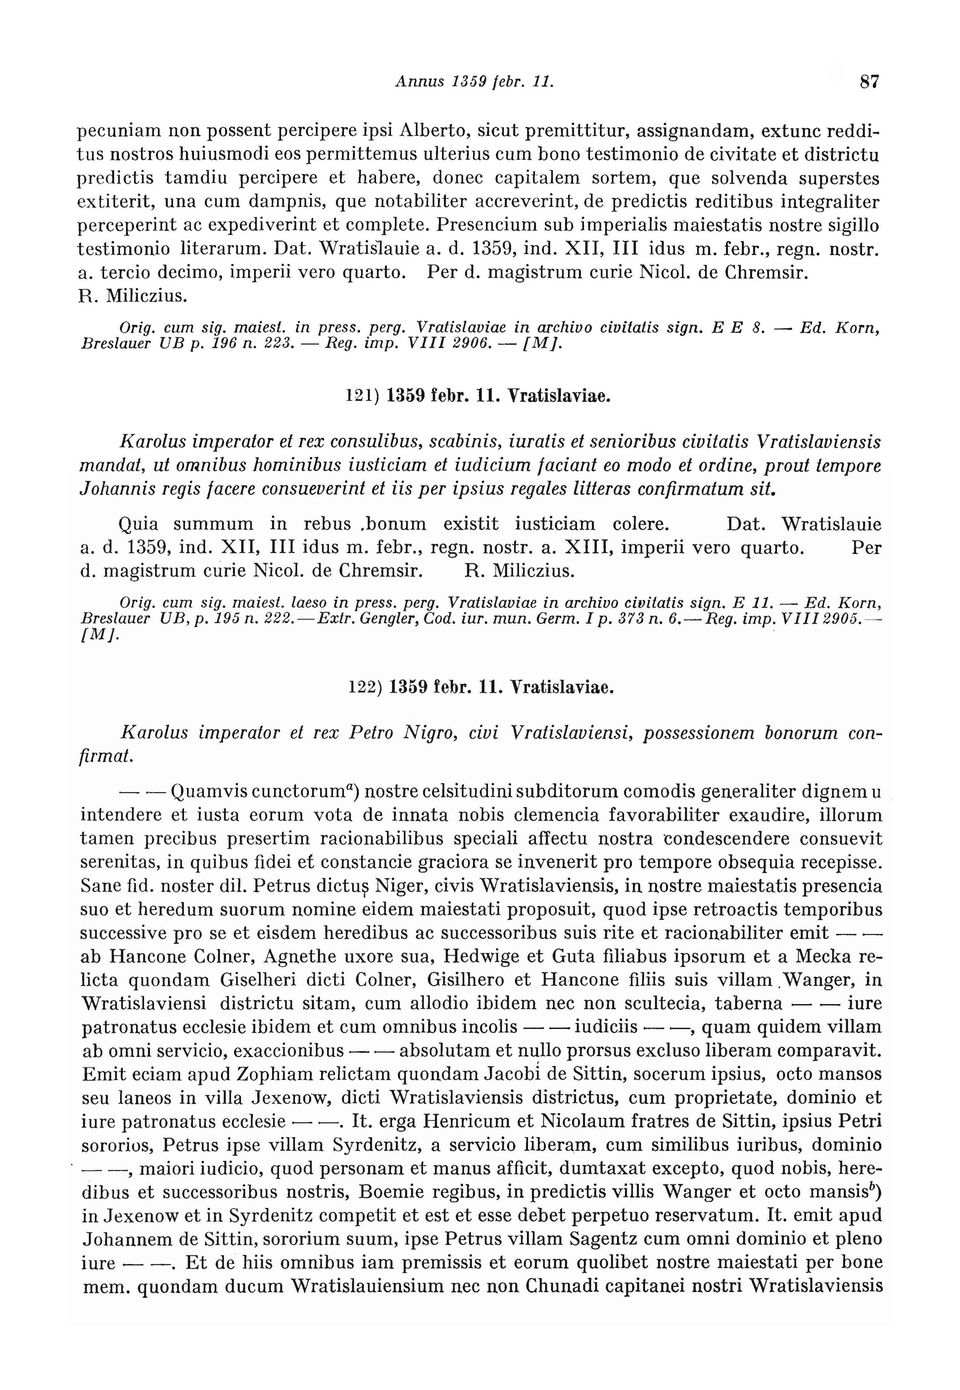 Annus 1359 febr. 11. 87
pecuniam non possent percipere ipsi Alberto, sicut premittitur, assignandam, extunc reddi-
tus nostros huiusmodi eos permittemus ulterius cum bono testimonio de civitate et districtu
predictis tamdiu percipere et habere, donec capitalem sortem, que solvenda superstes
extiterit, una cum dampnis, que notabiliter accreverint, de predictis reditibus integraliter
perceperint ac expediverint et complete. Presencium sub imperialis maiestatis nostre sigillo
testimonio literarum. Dat. Wratislauie a. d. 1359, ind. XII, III idus m. febr., regn. nostr.
a. tercio decimo, imperii vero quarto. Per d. magistrum curie Nicol. de Chremsir.
R. Miliczius.
Orig. cum sig. maiest. in press. perg. Vratislaviae in archivo civitatis sign. E E 8. — Ed. Korn,
Breslauer UB p. 196 n. 223. — Reg. imp. VIII 2906. — [M].
121) 1359 febr. 11. Vratislaviae.
Karolus imperator et rex consulibus, scabinis, iuratis et senioribus civitatis Vratislaviensis
mandat, ut omnibus hominibus iusticiam et iudicium faciant eo modo et ordine, prout tempore
Johannis regis facere consueverint et iis per ipsius regales litteras confirmatum sit.
Quia summum in rebus bonum existit iusticiam colere. Dat. Wratislauie
a. d. 1359, ind. XII, III idus m. febr., regn. nostr. a. XIII, imperii vero quarto. Per
d. magistrum curie Nicol. de Chremsir. R. Miliczius.
Orig. cum sig. maiest. laeso in press. perg. Vratislaviae in archivo civitatis sign. E 11. — Ed. Korn,
Breslauer UB, p. 195 n. 222. — Extr. Gengler, Cod. iur. mun. Germ. I p. 373 n. 6. — Reg. imp. VIII 2905. —
[M].
122) 1359 febr. 11. Vratislaviae.
Karolus imperator et rex Petro Nigro, civi Vratislaviensi, possessionem bonorum con-
firmat.
— — Quamvis cunctorumᵃ) nostre celsitudini subditorum comodis generaliter dignemu
intendere et iusta eorum vota de innata nobis clemencia favorabiliter exaudire, illorum
tamen precibus presertim racionabilibus speciali affectu nostra condescendere consuevit
serenitas, in quibus fidei et constancie graciora se invenerit pro tempore obsequia recepisse.
Sane fid. noster dil. Petrus dictus Niger, civis Wratislaviensis, in nostre maiestatis presencia
suo et heredum suorum nomine eidem maiestati proposuit, quod ipse retroactis temporibus
successive pro se et eisdem heredibus ac successoribus suis rite et racionabiliter emit — —
ab Hancone Colner, Agnethe uxore sua, Hedwige et Guta filiabus ipsorum et a Mecka re-
licta quondam Giselheri dicti Colner, Gisilhero et Hancone filiis suis villam Wanger, in
Wratislaviensi districtu sitam, cum allodio ibidem nec non scultecia, taberna — — iure
patronatus ecclesie ibidem et cum omnibus incolis — — iudiciis — —, quam quidem villam
ab omni servicio, exaccionibus — — absolutam et nullo prorsus excluso liberam comparavit.
Emit eciam apud Zophiam relictam quondam Jacobi de Sittin, socerum ipsius, octo mansos
seu laneos in villa Jexenow, dicti Wratislaviensis districtus, cum proprietate, dominio et
iure patronatus ecclesie — —. It. erga Henricum et Nicolaum fratres de Sittin, ipsius Petri
sororios, Petrus ipse villam Syrdenitz, a servicio liberam, cum similibus iuribus, dominio
— —, maiori iudicio, quod personam et manus afficit, dumtaxat excepto, quod nobis, here-
dibus et successoribus nostris, Boemie regibus, in predictis villis Wanger et octo mansisᵇ)
in Jexenow et in Syrdenitz competit et est et esse debet perpetuo reservatum. It. emit apud
Johannem de Sittin, sororium suum, ipse Petrus villam Sagentz cum omni dominio et pleno
iure — —. Et de hiis omnibus iam premissis et eorum quolibet nostre maiestati per bone
mem. quondam ducum Wratislauiensium nec non Chunadi capitanei nostri Wratislaviensis